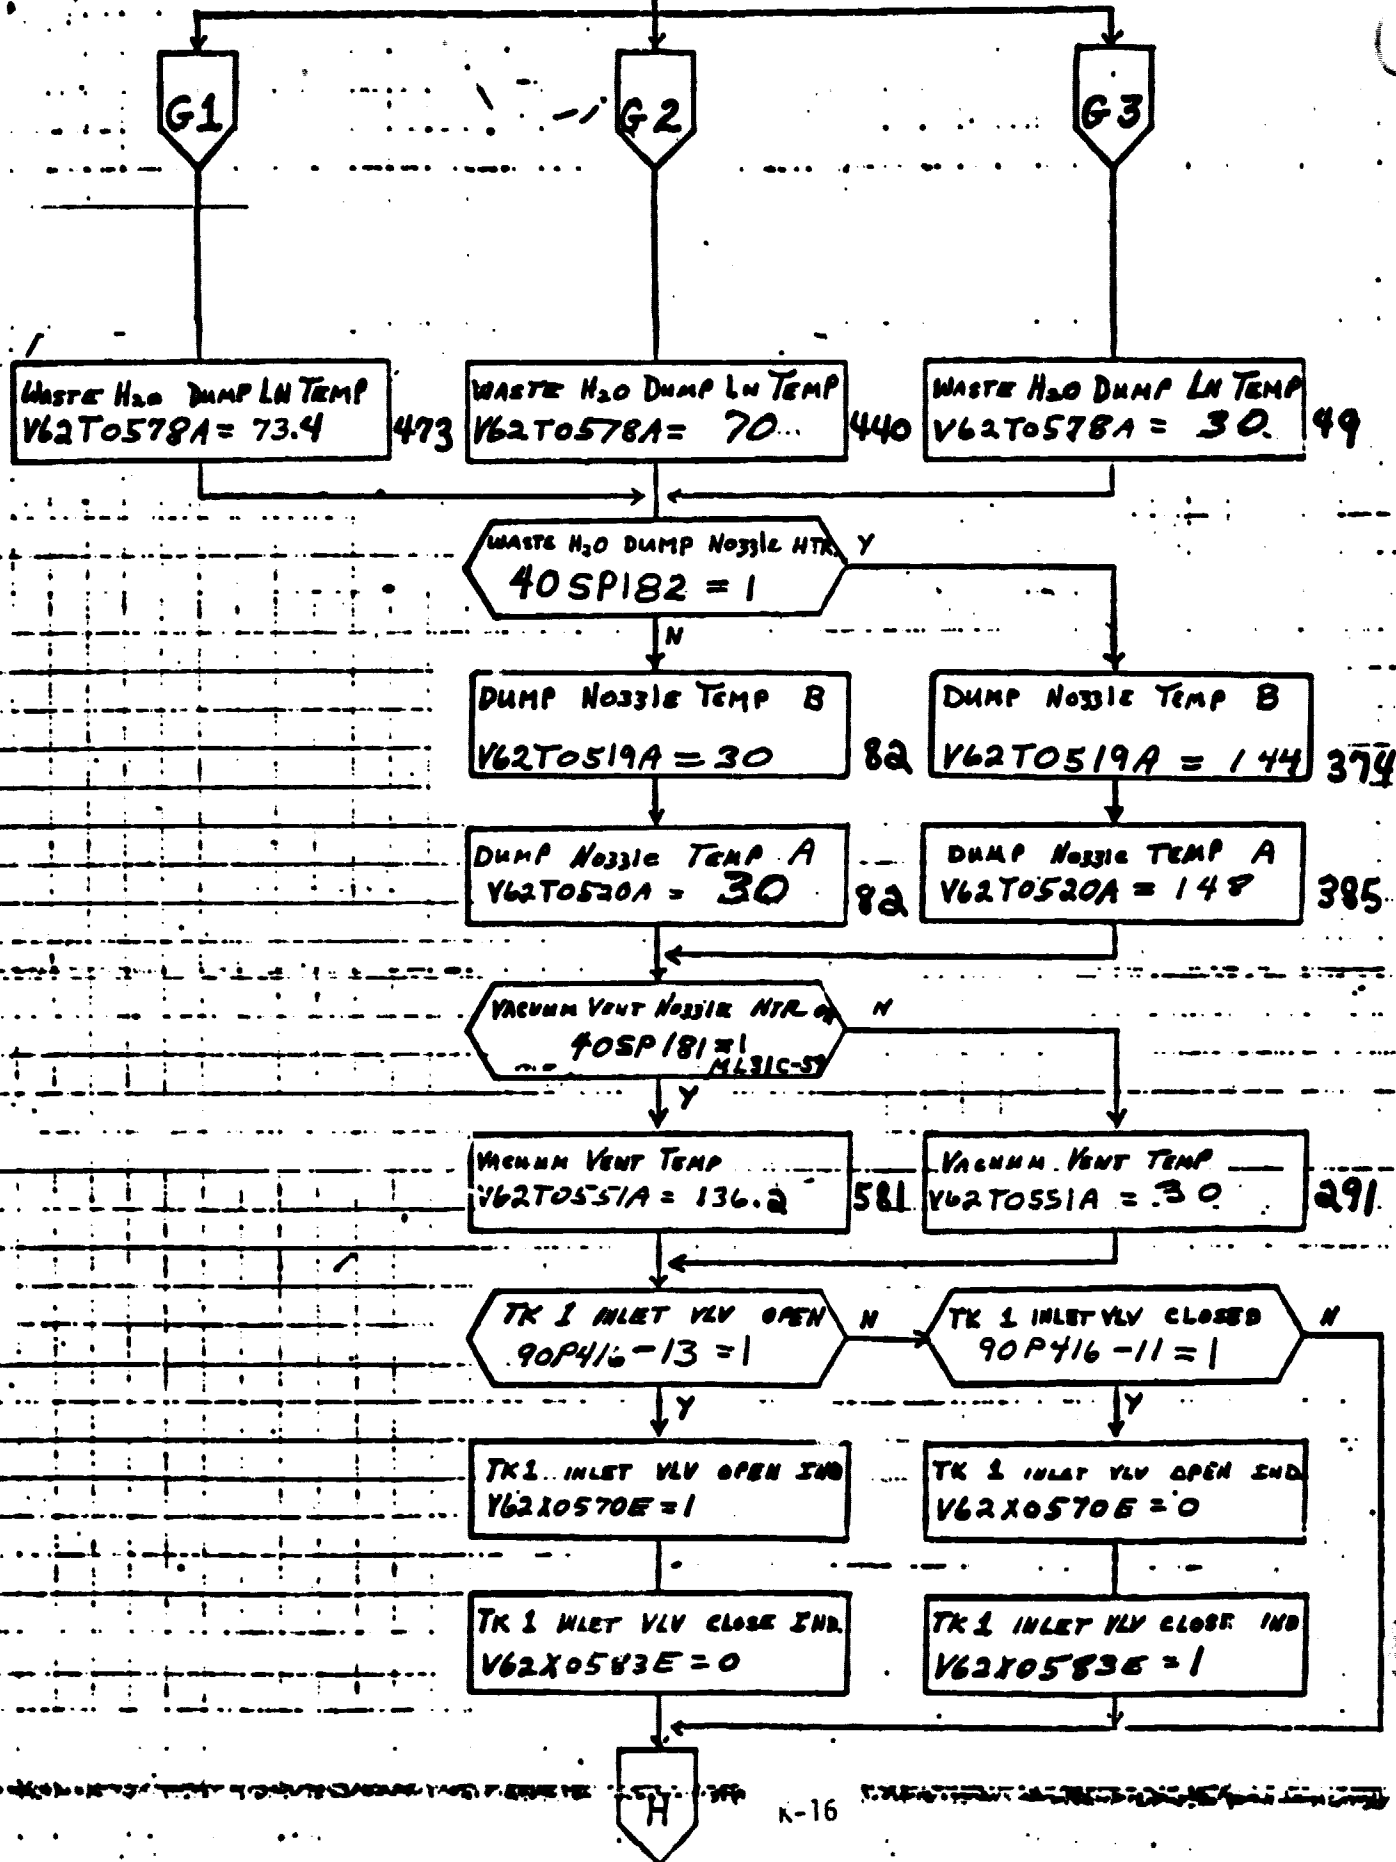 G1
G2
G3
WASTE H2O DUMP LN TEMP
V62T0578A = 73.4
473
WASTE H2O DUMP LN TEMP
V62T0578A = 70...
440
WASTE H2O DUMP LN TEMP
V62T0578A = 30.
49
WASTE H2O DUMP Nozzle HTR. Y
40SP182 = 1
N
DUMP Nozzle TEMP B
V62T0519A = 30
82
DUMP Nozzle TEMP B
V62T0519A = 144
374
DUMP Nozzle TEMP A
V62T0520A = 30
82
DUMP Nozzle TEMP A
V62T0520A = 148
385
VACUUM VENT Nozzle HTR N
40SP181=1
ML31C-59
Y
VACUUM VENT TEMP
V62T0551A = 136.2
581
VACUUM VENT TEMP
V62T0551A = 30
291
TK 1 INLET VLV OPEN N
90P416-13 = 1
Y
TK 1 INLET VLV CLOSED N
90P416-11 = 1
Y
TK1 INLET VLV OPEN IND
V62X0570E = 1
TK 1 INLET VLV OPEN IND
V62X0570E = 0
TK 1 INLET VLV CLOSE IND.
V62X0583E = 0
TK 1 INLET VLV CLOSE IND
V62X0583E = 1
H
K-16